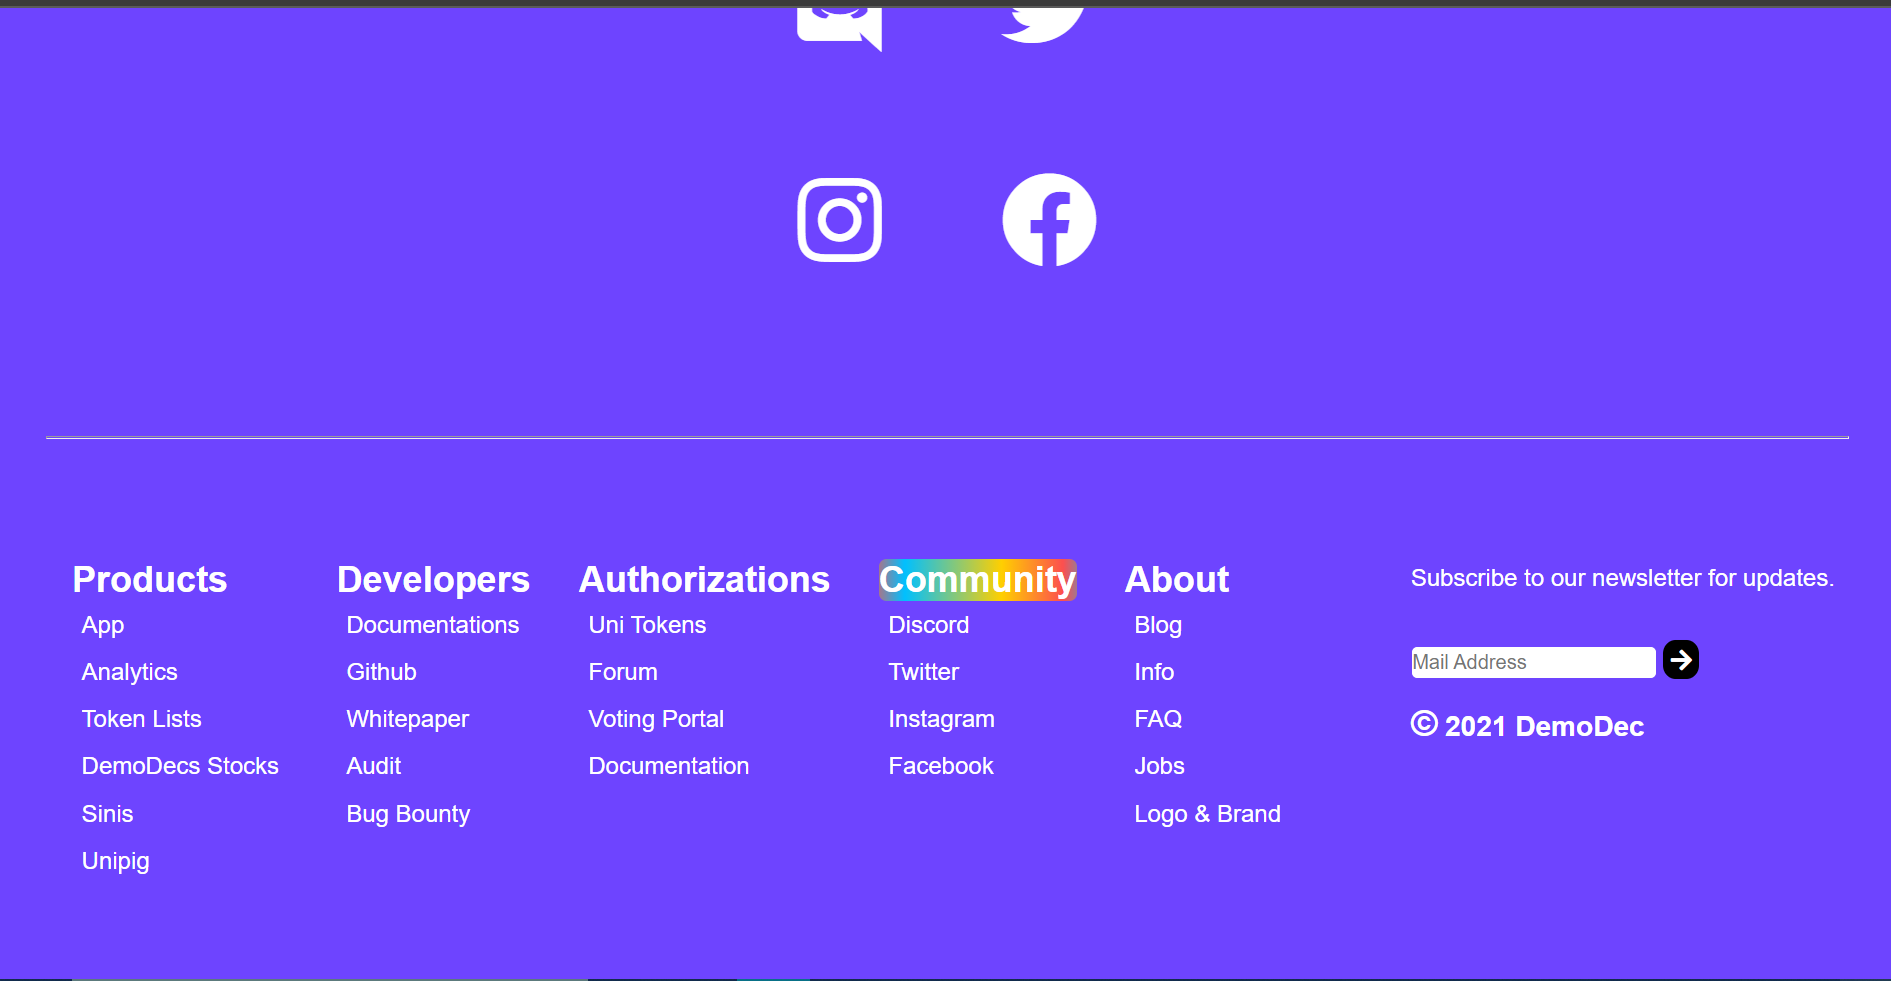 Products
App
Analytics
Token Lists
DemoDecs Stocks
Sinis
Unipig
Developers
Documentations
Github
Whitepaper
Audit
Bug Bounty
Authorizations
Uni Tokens
Forum
Voting Portal
Documentation
Community
Discord
Twitter
Instagram
Facebook
About
Blog
Info
FAQ
Jobs
Logo & Brand
Subscribe to our newsletter for updates.
Mail Address
© 2021 DemoDec